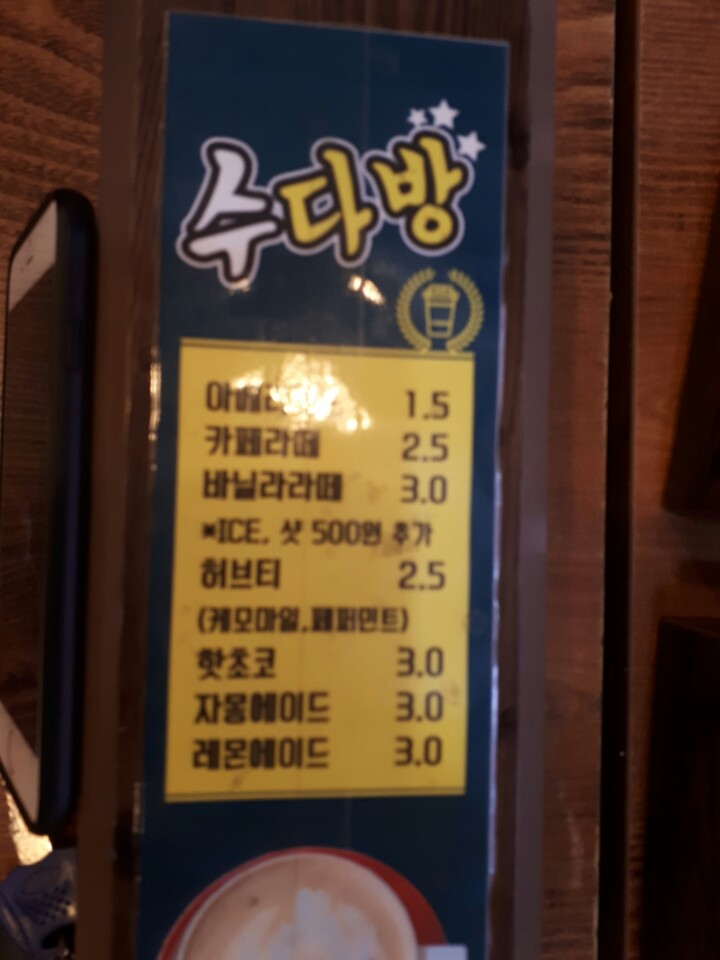 수다방
1.5
카페라떼 2.5
바닐라라떼 3.0
※ICE, 샷 500원 추가
허브티 2.5
(케모마일,페퍼먼트)
핫초코 3.0
자몽에이드 3.0
레몬에이드 3.0